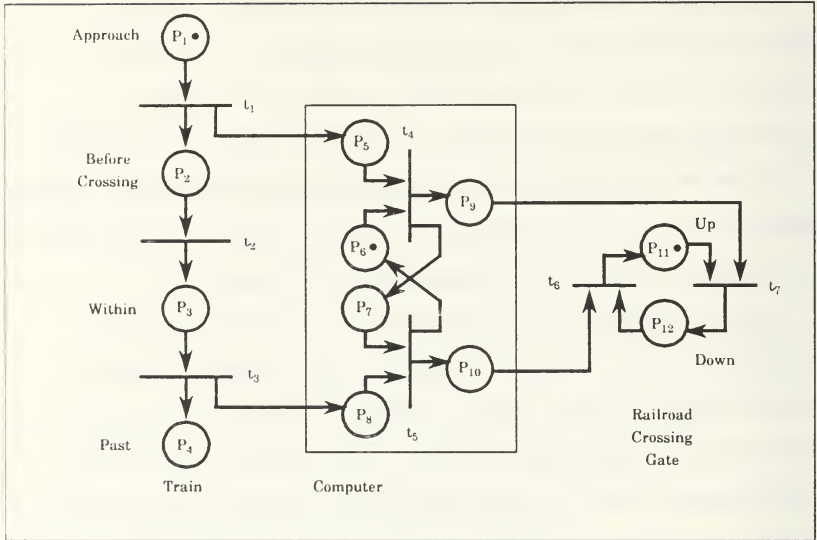 Approach
P1
t1
Before
Crossing
P2
t2
Within
P3
t3
Past
P4
Train
P5
t4
P6
P7
P8
t5
P9
P10
Computer
t6
P11
Up
t7
P12
Down
Railroad
Crossing
Gate